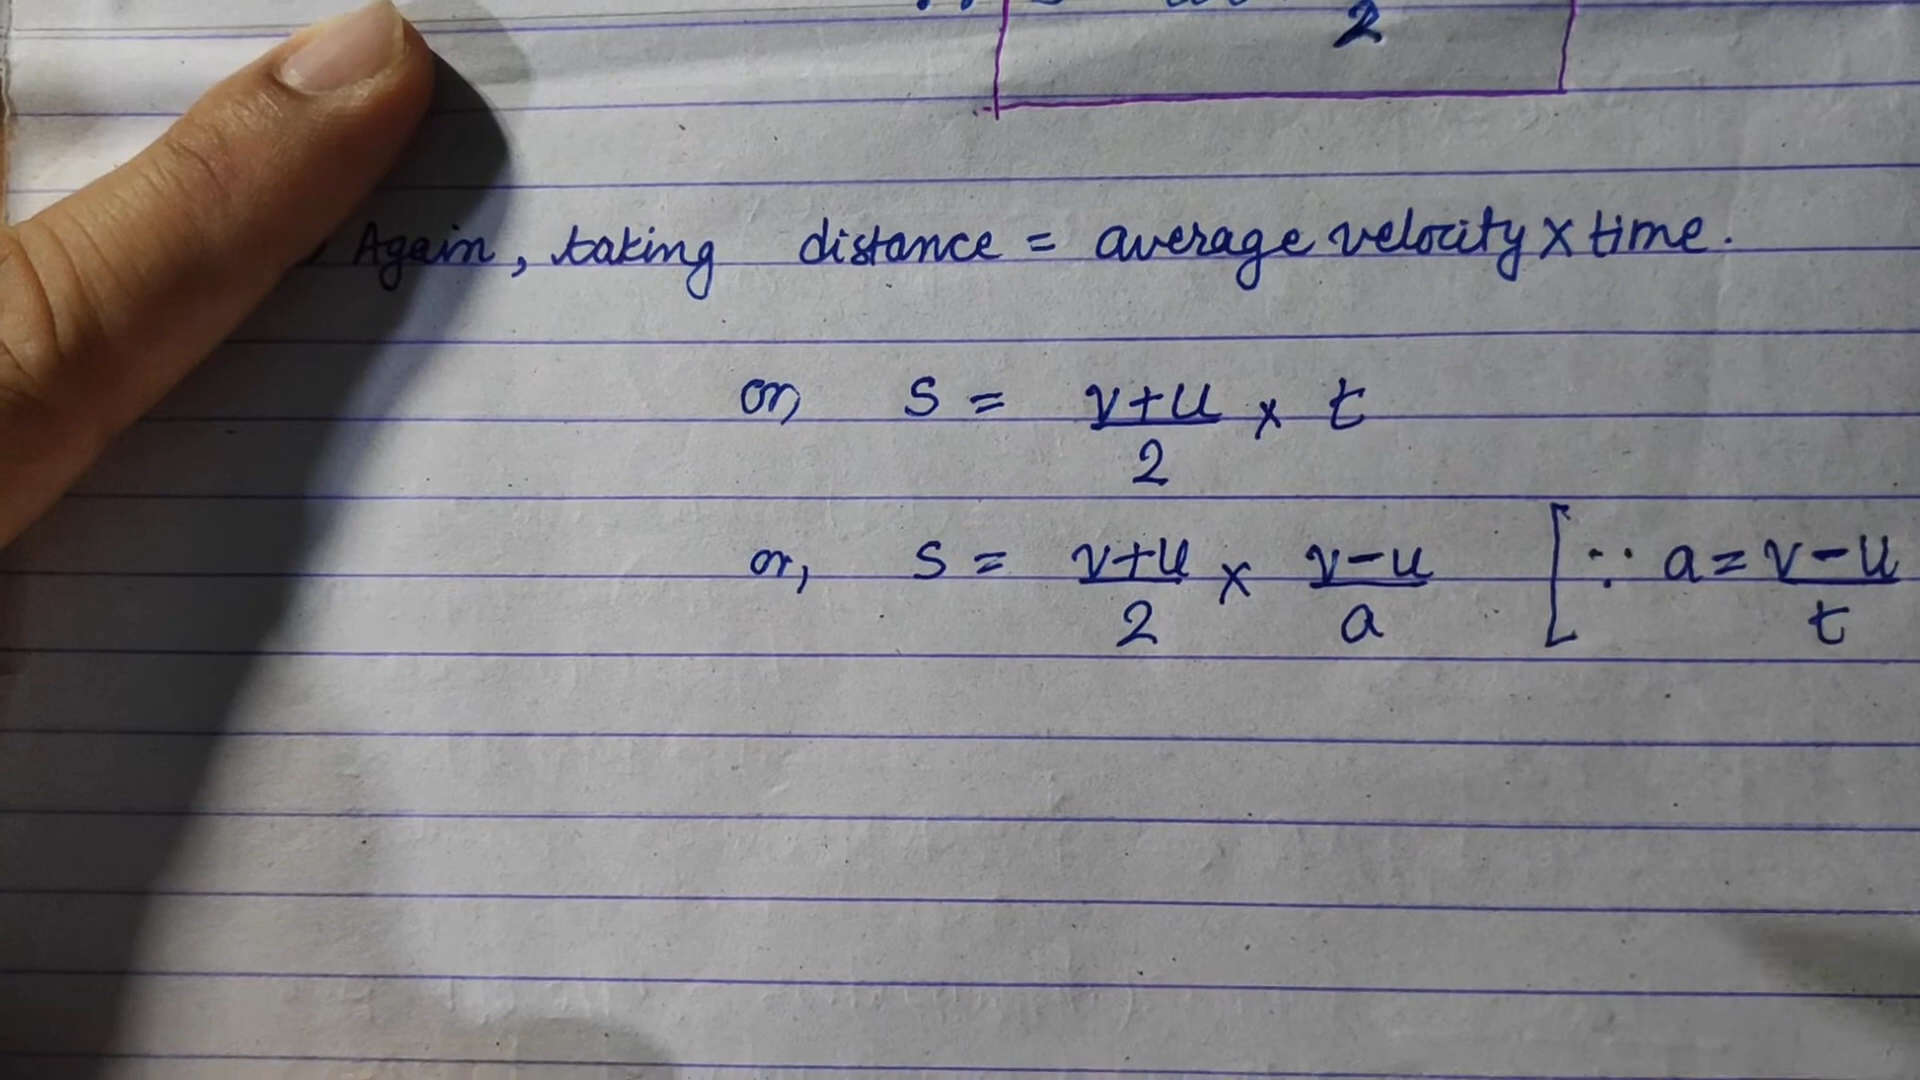 2
Again, taking distance = average velocity × time.
or, S = v+u/2 × t
or, S = v+u/2 × v-u/a [∵ a = v-u/t